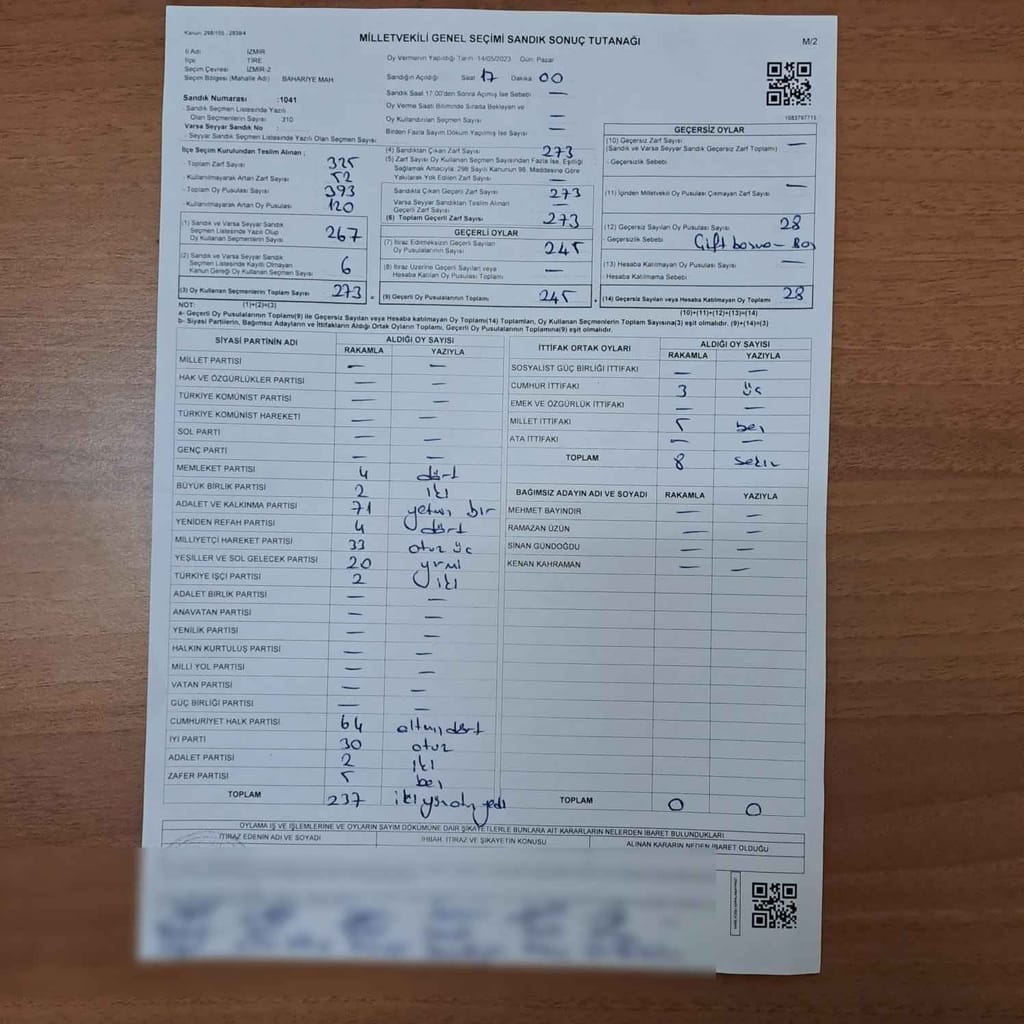 Kanun: 298/105 , 2839/4
MİLLETVEKİLİ GENEL SEÇİMİ SANDIK SONUÇ TUTANAĞI
M/2
İl Adı İZMİR
İlçe TİRE
Seçim Çevresi İZMİR-2
Seçim Bölgesi (Mahalle Adı) BAHARİYE MAH.
Sandık Numarası :1041
Sandık Seçmen Listesinde Yazılı
Olan Seçmenlerin Sayısı 310
Varsa Seyyar Sandık No :
- Seyyar Sandık Seçmen Listesinde Yazılı Olan Seçmen Sayısı
İlçe Seçim Kurulundan Teslim Alınan ;
- Toplam Zarf Sayısı 325
- Kullanılmayarak Artan Zarf Sayısı 52
- Toplam Oy Pusulası Sayısı 393
- Kullanılmayarak Artan Oy Pusulası 120
(1) Sandık ve Varsa Seyyar Sandık
Seçmen Listesinde Yazılı Olup
Oy Kullanan Seçmenlerin Sayısı 267
(2) Sandık ve Varsa Seyyar Sandık
Seçmen Listesinde Kayıtlı Olmayan
Kanun Gereği Oy Kullanan Seçmen Sayısı 6
(3) Oy Kullanan Seçmenlerin Toplam Sayısı 273 =
(1)+(2)=(3)
Oy Vermenin Yapıldığı Tarih: 14/05/2023 Gün: Pazar
Sandığın Açıldığı Saat 17 Dakika 00
Sandık Saat 17:00'den Sonra Açılmış İse Sebebi —
Oy Verme Saati Bitiminde Sırada Bekleyen ve
Oy Kullandırılan Seçmen Sayısı —
Birden Fazla Sayım Döküm Yapılmış İse Sayısı —
(4) Sandıktan Çıkan Zarf Sayısı 273
(5) Zarf Sayısı Oy Kullanan Seçmen Sayısından Fazla İse, Eşitliği
Sağlamak Amacıyla; 298 Sayılı Kanunun 98. Maddesine Göre
Yakılarak Yok Edilen Zarf Sayısı —
Sandıkta Çıkan Geçerli Zarf Sayısı 273
Varsa Seyyar Sandıktan Teslim Alınan
Geçerli Zarf Sayısı —
(6) Toplam Geçerli Zarf Sayısı 273
GEÇERLİ OYLAR
(7) İtiraz Edilmeksizin Geçerli Sayılan
Oy Pusulalarının Sayısı 245
(8) İtiraz Üzerine Geçerli Sayılan veya
Hesaba Katılan Oy Pusulası Toplamı —
(9) Geçerli Oy Pusulalarının Toplamı 245 +
1083797715
GEÇERSİZ OYLAR
(10) Geçersiz Zarf Sayısı —
(Sandık ve Varsa Seyyar Sandık Geçersiz Zarf Toplamı)
- Geçersizlik Sebebi
(11) İçinden Milletvekili Oy Pusulası Çıkmayan Zarf Sayısı —
(12) Geçersiz Sayılan Oy Pusulası Sayısı 28
- Geçersizlik Sebebi
(13) Hesaba Katılmayan Oy Pusulası Sayısı —
Hesaba Katılmama Sebebi
(14) Geçersiz Sayılan veya Hesaba Katılmayan Oy Toplamı 28
(10)+(11)+(12)+(13)=(14)
NOT:
a- Geçerli Oy Pusulalarının Toplamı(9) ile Geçersiz Sayılan veya Hesaba katılmayan Oy Toplamı(14) Toplamları, Oy Kullanan Seçmenlerin Toplam Sayısına(3) eşit olmalıdır. (9)+(14)=(3)
b- Siyasi Partilerin, Bağımsız Adayların ve İttifakların Aldığı Ortak Oyların Toplamı, Geçerli Oy Pusulalarının Toplamına(9) eşit olmalıdır.
SİYASİ PARTİNİN ADI ALDIĞI OY SAYISI
RAKAMLA YAZIYLA
MİLLET PARTİSİ — —
HAK VE ÖZGÜRLÜKLER PARTİSİ — —
TÜRKİYE KOMÜNİST PARTİSİ — —
TÜRKİYE KOMÜNİST HAREKETİ — —
SOL PARTİ — —
GENÇ PARTİ — —
MEMLEKET PARTİSİ 4 dört
BÜYÜK BİRLİK PARTİSİ 2 iki
ADALET VE KALKINMA PARTİSİ 71 yetmiş bir
YENİDEN REFAH PARTİSİ 4 dört
MİLLİYETÇİ HAREKET PARTİSİ 33 otuz üç
YEŞİLLER VE SOL GELECEK PARTİSİ 20 yirmi
TÜRKİYE İŞÇİ PARTİSİ 2 iki
ADALET BİRLİK PARTİSİ — —
ANAVATAN PARTİSİ — —
YENİLİK PARTİSİ — —
HALKIN KURTULUŞ PARTİSİ — —
MİLLİ YOL PARTİSİ — —
VATAN PARTİSİ — —
GÜÇ BİRLİĞİ PARTİSİ — —
CUMHURİYET HALK PARTİSİ 64 altmış dört
İYİ PARTİ 30 otuz
ADALET PARTİSİ 2 iki
ZAFER PARTİSİ 5 beş
TOPLAM 237 iki yüz otuz yedi
İTTİFAK ORTAK OYLARI ALDIĞI OY SAYISI
RAKAMLA YAZIYLA
SOSYALİST GÜÇ BİRLİĞİ İTTİFAKI — —
CUMHUR İTTİFAKI 3 üç
EMEK VE ÖZGÜRLÜK İTTİFAKI — —
MİLLET İTTİFAKI 5 beş
ATA İTTİFAKI — —
TOPLAM 8 sekiz
BAĞIMSIZ ADAYIN ADI VE SOYADI RAKAMLA YAZIYLA
MEHMET BAYINDIR — —
RAMAZAN ÜZÜN — —
SİNAN GÜNDOĞDU — —
KENAN KAHRAMAN — —
TOPLAM 0 0
OYLAMA İŞ VE İŞLEMLERİNE VE OYLARIN SAYIM DÖKÜMÜNE DAİR ŞİKAYETLERLE BUNLARA AİT KARARLARIN NELERDEN İBARET BULUNDUKLARI
İTİRAZ EDENİN ADI VE SOYADI İHBAR, İTİRAZ VE ŞİKAYETİN KONUSU ALINAN KARARIN NEDEN İBARET OLDUĞU